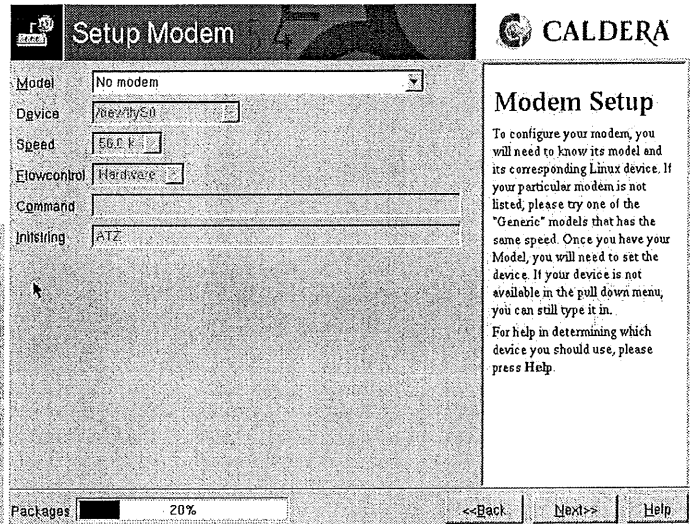 Setup Modem
CALDERA
Model No modem
Device /dev/ttyS0
Speed 56.0 k
Flowcontrol Hardware
Command
Initstring ATZ
Modem Setup
To configure your modem, you
will need to know its model and
its corresponding Linux device. If
your particular modem is not
listed, please try one of the
"Generic" models that has the
same speed. Once you have your
Model, you will need to set the
device. If your device is not
available in the pull down menu,
you can still type it in.
For help in determining which
device you should use, please
press Help.
Packages 20%
<<Back Next>> Help